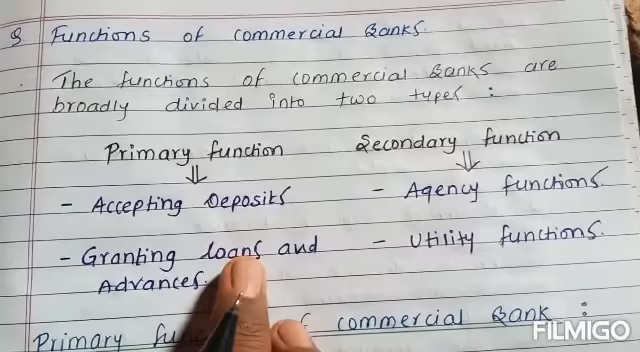 Q Functions of commercial Banks.
. The functions of commercial Banks are
broadly divided into two types :
Primary function
Secondary function
⇓
⇓
- Accepting Deposits
- Agency functions.
- Granting loans and
Advances.
- Utility functions.
Primary commercial Bank :
FILMIGO